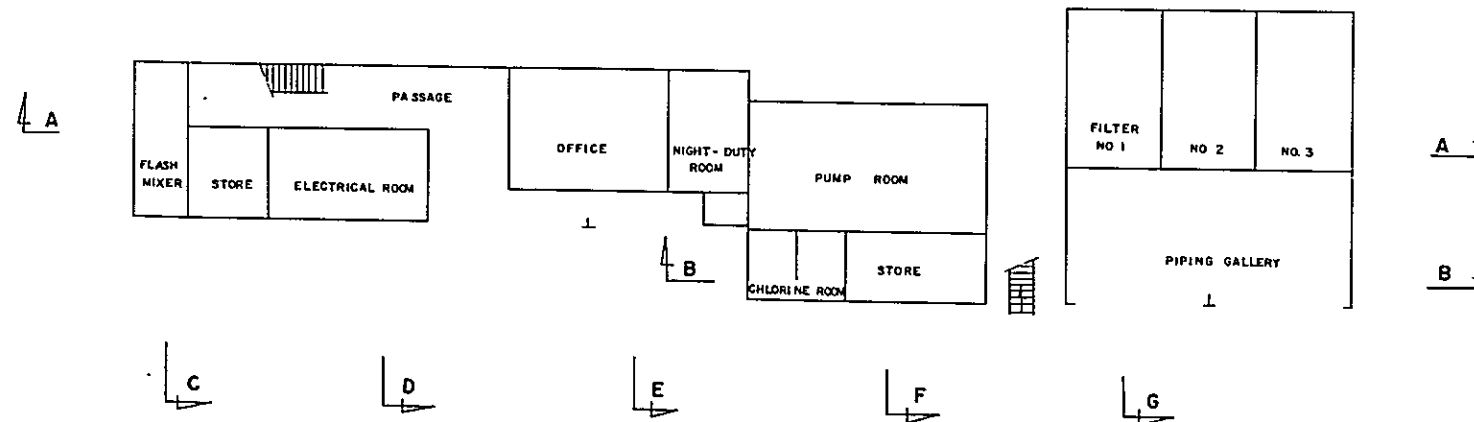 A
PASSAGE
FLASH
MIXER
STORE
ELECTRICAL ROOM
OFFICE
NIGHT-DUTY
ROOM
PUMP ROOM
CHLORINE ROOM
STORE
FILTER
NO 1
NO 2
NO. 3
PIPING GALLERY
A
B
B
C
D
E
F
G